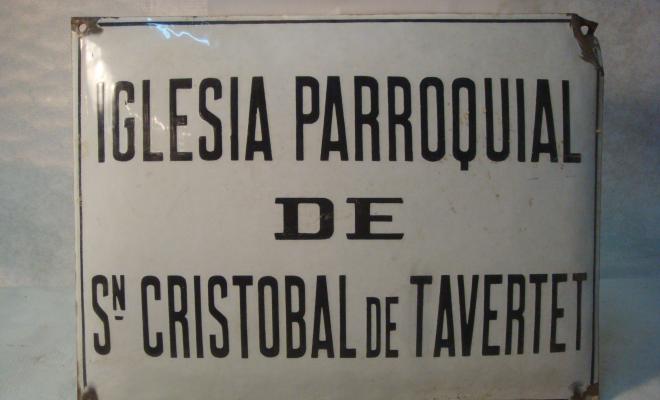 IGLESIA PARROQUIAL
DE
SN CRISTOBAL DE TAVERTET